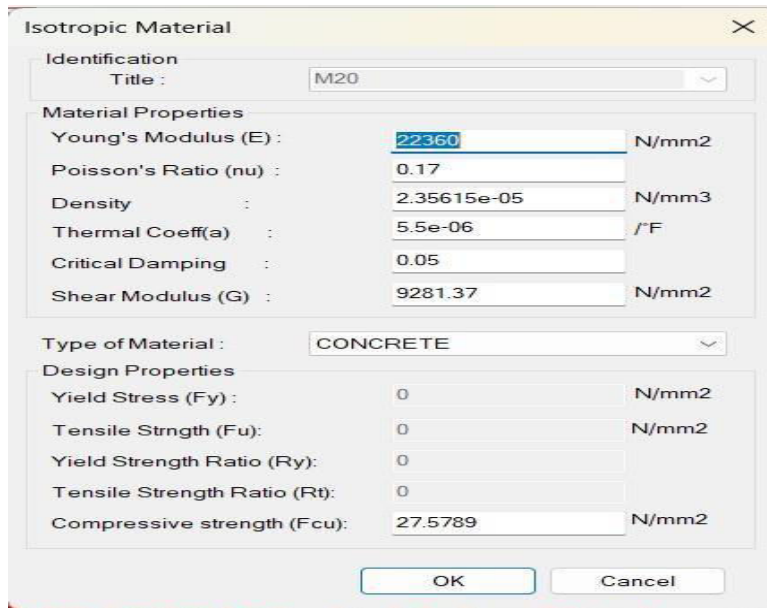 Isotropic Material
Identification
Title : M20
Material Properties
Young's Modulus (E) : 22360 N/mm2
Poisson's Ratio (nu) : 0.17
Density : 2.35615e-05 N/mm3
Thermal Coeff(a) : 5.5e-06 /°F
Critical Damping : 0.05
Shear Modulus (G) : 9281.37 N/mm2
Type of Material : CONCRETE
Design Properties
Yield Stress (Fy) : 0 N/mm2
Tensile Strngth (Fu): 0 N/mm2
Yield Strength Ratio (Ry): 0
Tensile Strength Ratio (Rt): 0
Compressive strength (Fcu): 27.5789 N/mm2
OK Cancel